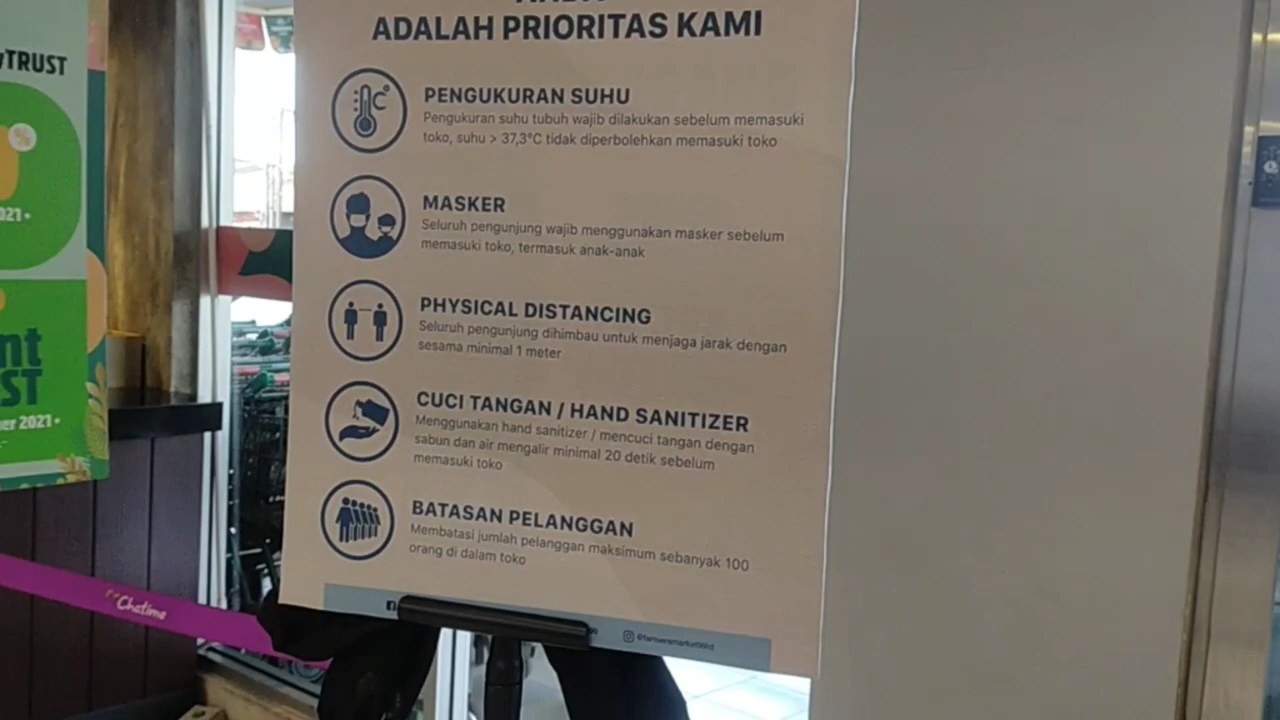 ADALAH PRIORITAS KAMI
PENGUKURAN SUHU
Pengukuran suhu tubuh wajib dilakukan sebelum memasuki
toko, suhu > 37,3°C tidak diperbolehkan memasuki toko
MASKER
Seluruh pengunjung wajib menggunakan masker sebelum
memasuki toko, termasuk anak-anak
PHYSICAL DISTANCING
Seluruh pengunjung dihimbau untuk menjaga jarak dengan
sesama minimal 1 meter
CUCI TANGAN / HAND SANITIZER
Menggunakan hand sanitizer / mencuci tangan dengan
sabun dan air mengalir minimal 20 detik sebelum
memasuki toko
BATASAN PELANGGAN
Membatasi jumlah pelanggan maksimum sebanyak 100
orang di dalam toko
@farmersmarket99id
TRUST
%
2021
2021
Chatime